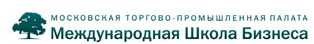 МОСКОВСКАЯ ТОРГОВО-ПРОМЫШЛЕННАЯ ПАЛАТА
Международная Школа Бизнеса